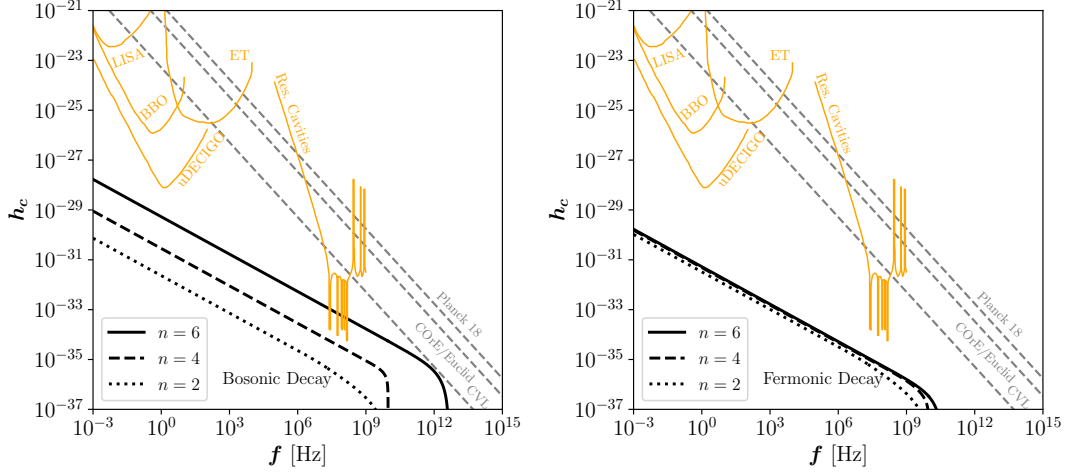 10^{-21}
10^{-23}
10^{-25}
10^{-27}
10^{-29}
10^{-31}
10^{-33}
10^{-35}
10^{-37}
h_c
LISA
BBO
uDECIGO
ET
Res. Cavities
Planck 18
COrE/Euclid
CVL
n = 6
n = 4
n = 2
Bosonic Decay
10^{-3}
10^{0}
10^{3}
10^{6}
10^{9}
10^{12}
10^{15}
f [Hz]
10^{-21}
10^{-23}
10^{-25}
10^{-27}
10^{-29}
10^{-31}
10^{-33}
10^{-35}
10^{-37}
h_c
LISA
BBO
uDECIGO
ET
Res. Cavities
Planck 18
COrE/Euclid
CVL
n = 6
n = 4
n = 2
Fermonic Decay
10^{-3}
10^{0}
10^{3}
10^{6}
10^{9}
10^{12}
10^{15}
f [Hz]